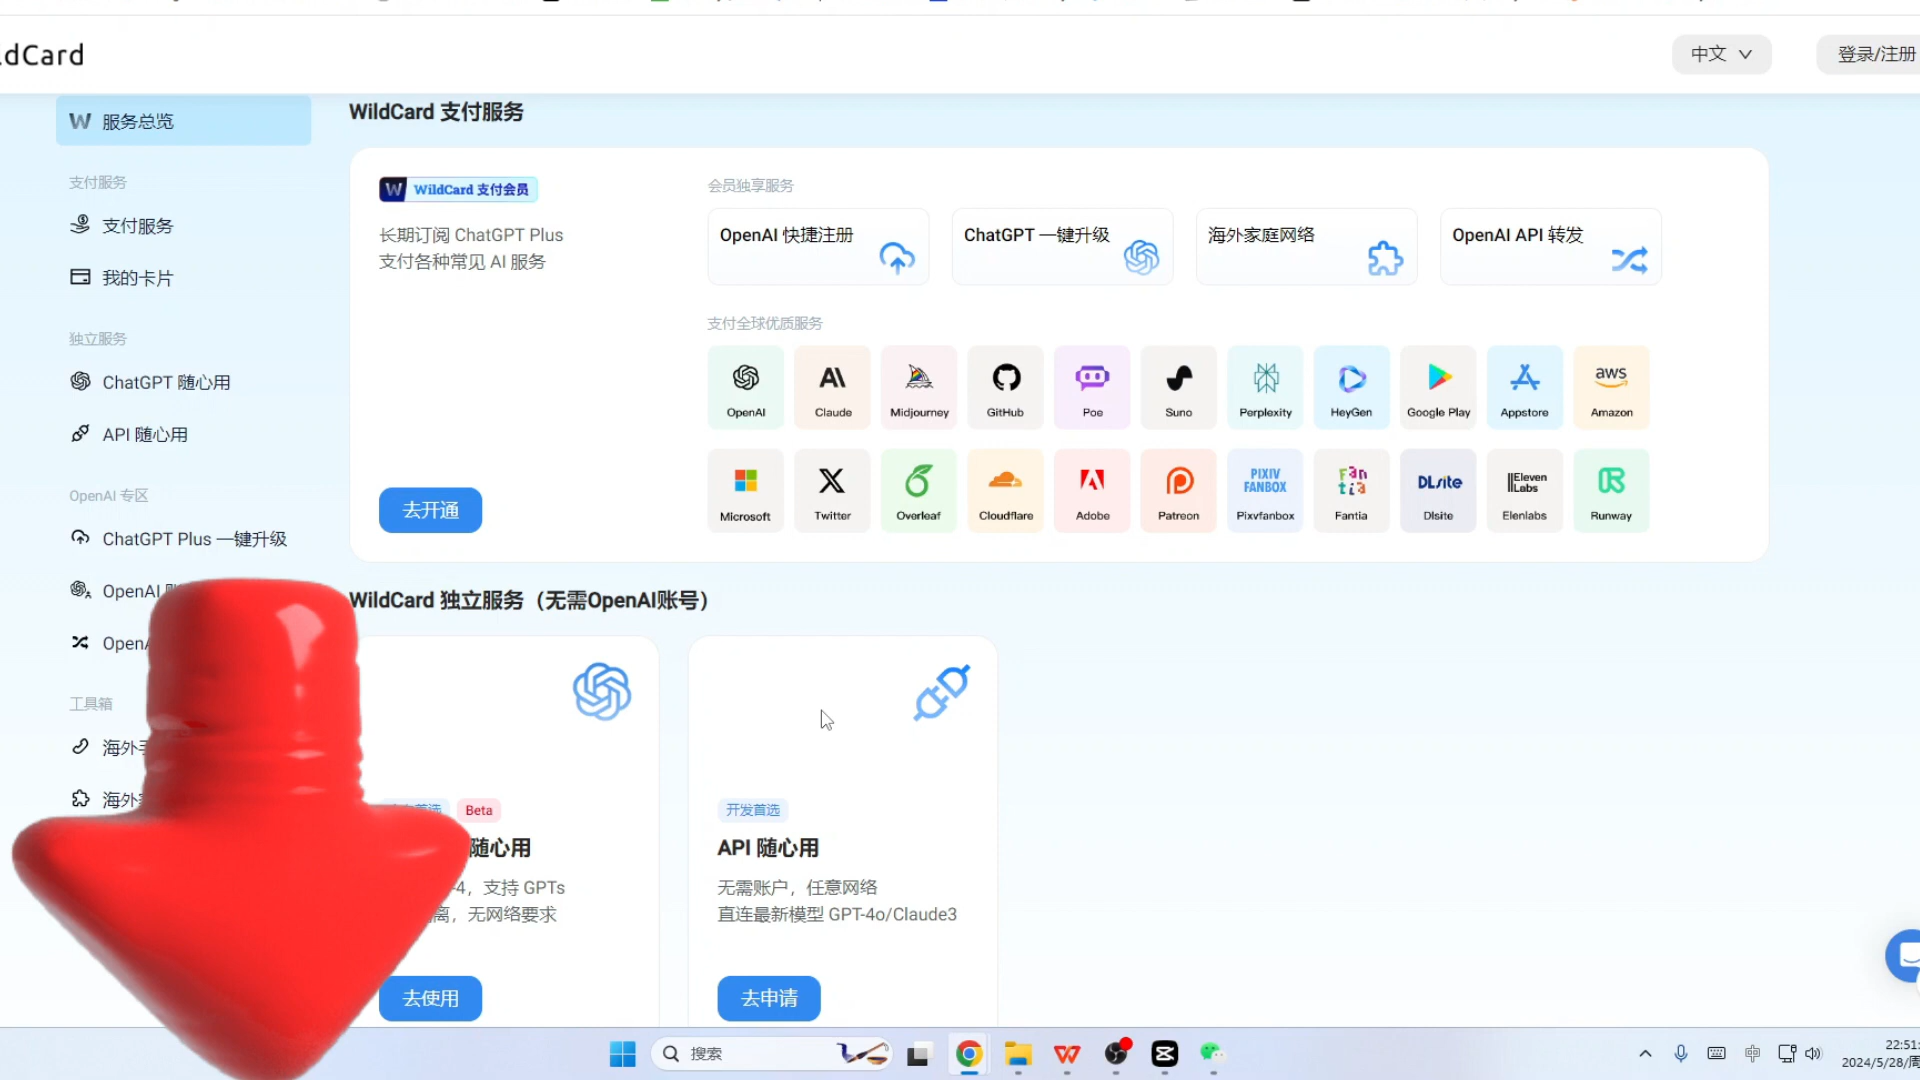 ldCard
中文
登录/注册
W 服务总览
支付服务
支付服务
我的卡片
独立服务
ChatGPT 随心用
API 随心用
OpenAI 专区
ChatGPT Plus 一键升级
OpenAI
工具箱
海外
海外
WildCard 支付服务
W WildCard 支付会员
长期订阅 ChatGPT Plus
支付各种常见 AI 服务
去开通
会员独享服务
OpenAI 快捷注册
ChatGPT 一键升级
海外家庭网络
OpenAI API 转发
支付全球优质服务
OpenAI
Claude
Midjourney
GitHub
Poe
Suno
Perplexity
HeyGen
Google Play
Appstore
aws
Amazon
Microsoft
Twitter
Overleaf
Cloudflare
Adobe
Patreon
PIXIV FANBOX
Pixvfanbox
Fantia
Fantia
DLsite
Dlsite
IIEleven Labs
Elenlabs
Runway
WildCard 独立服务（无需OpenAI账号）
Beta
随心用
-4，支持 GPTs
离，无网络要求
去使用
开发首选
API 随心用
无需账户，任意网络
直连最新模型 GPT-4o/Claude3
去申请
搜索
中
22:51:
2024/5/28/周